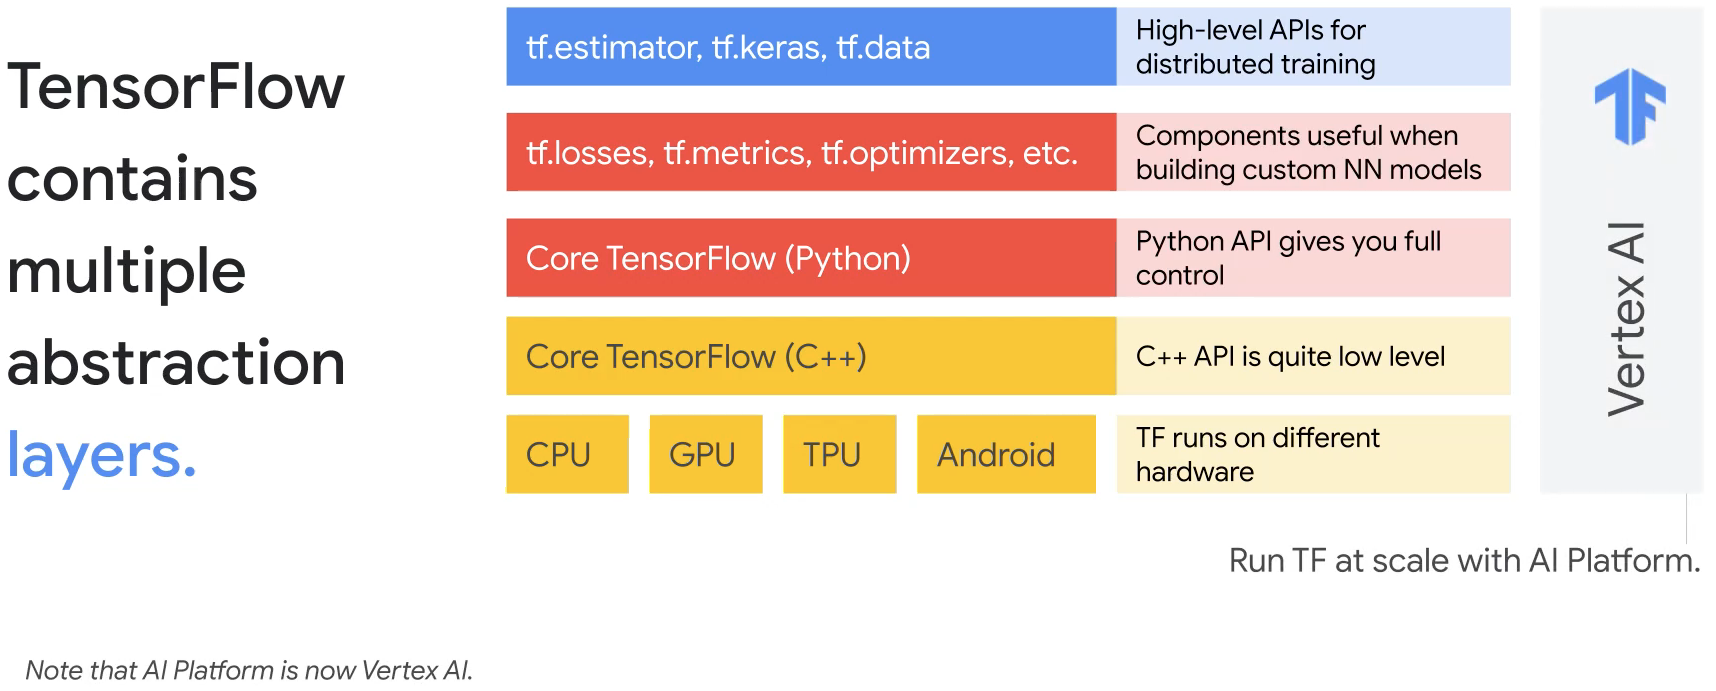 TensorFlow
contains
multiple
abstraction
layers.
tf.estimator, tf.keras, tf.data
High-level APIs for
distributed training
tf.losses, tf.metrics, tf.optimizers, etc.
Components useful when
building custom NN models
Core TensorFlow (Python)
Python API gives you full
control
Core TensorFlow (C++)
C++ API is quite low level
CPU
GPU
TPU
Android
TF runs on different
hardware
Vertex AI
Run TF at scale with AI Platform.
Note that AI Platform is now Vertex AI.